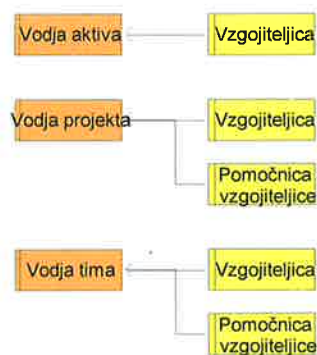 Vodja aktiva
Vzgojiteljica
Vodja projekta
Vzgojiteljica
Pomočnica
vzgojiteljice
Vodja tima
Vzgojiteljica
Pomočnica
vzgojiteljice